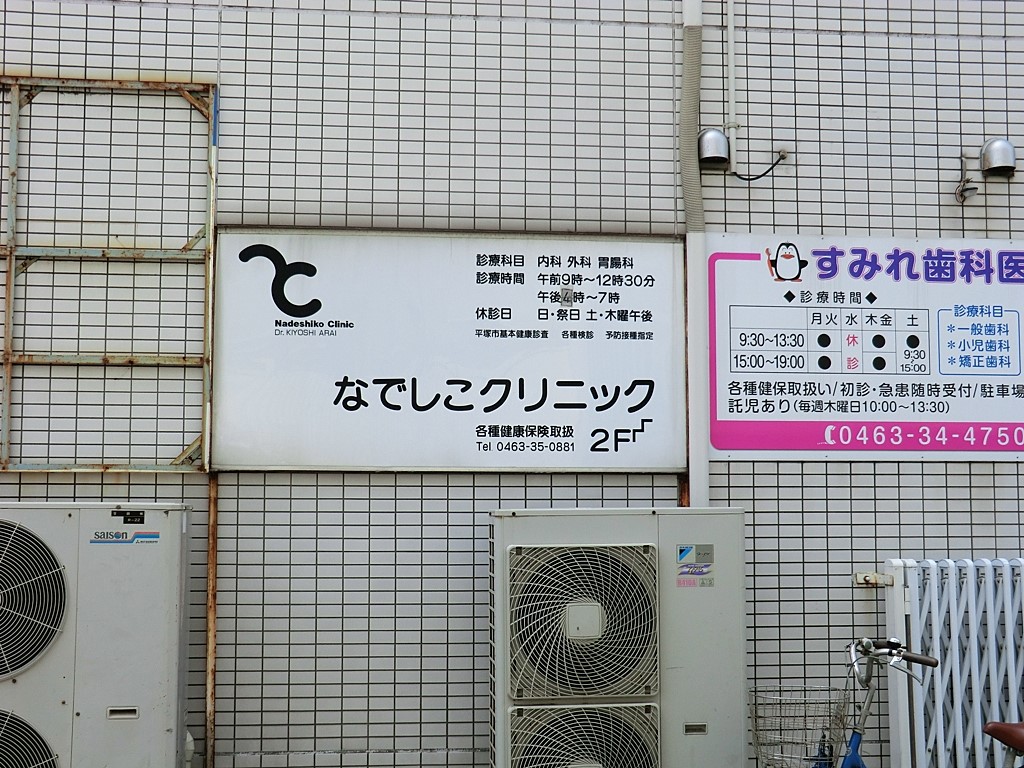 Nadeshiko Clinic
Dr. KIYOSHI ARAI
診療科目 内科 外科 胃腸科
診療時間 午前9時～12時30分
午後4時～7時
休診日 日・祭日 土・木曜午後
平塚市基本健康診査 各種検診 予防接種指定
なでしこクリニック
各種健康保険取扱
Tel 0463-35-0881
2F
すみれ歯科医
◆診療時間◆
月火 水 木金 土
9:30～13:30 ● 休 ● ●
15:00～19:00 ● 診 ● 9:30～15:00
診療科目
＊一般歯科
＊小児歯科
＊矯正歯科
各種健保取扱い/初診・急患随時受付/駐車場
託児あり(毎週木曜日10:00～13:30)
0463-34-4750
saison